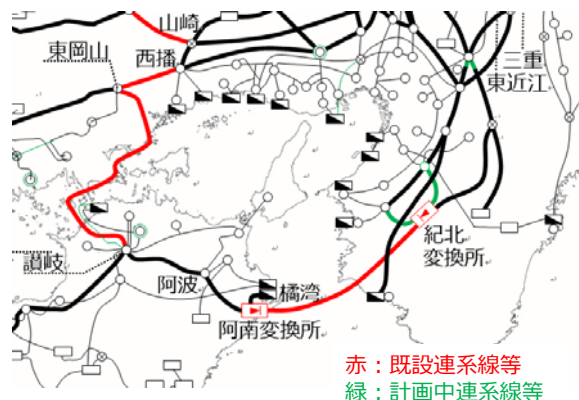 山崎
東岡山
西播
三重
東近江
紀北
変換所
讃岐
阿波
橘湾
阿南変換所
赤：既設連系線等
緑：計画中連系線等